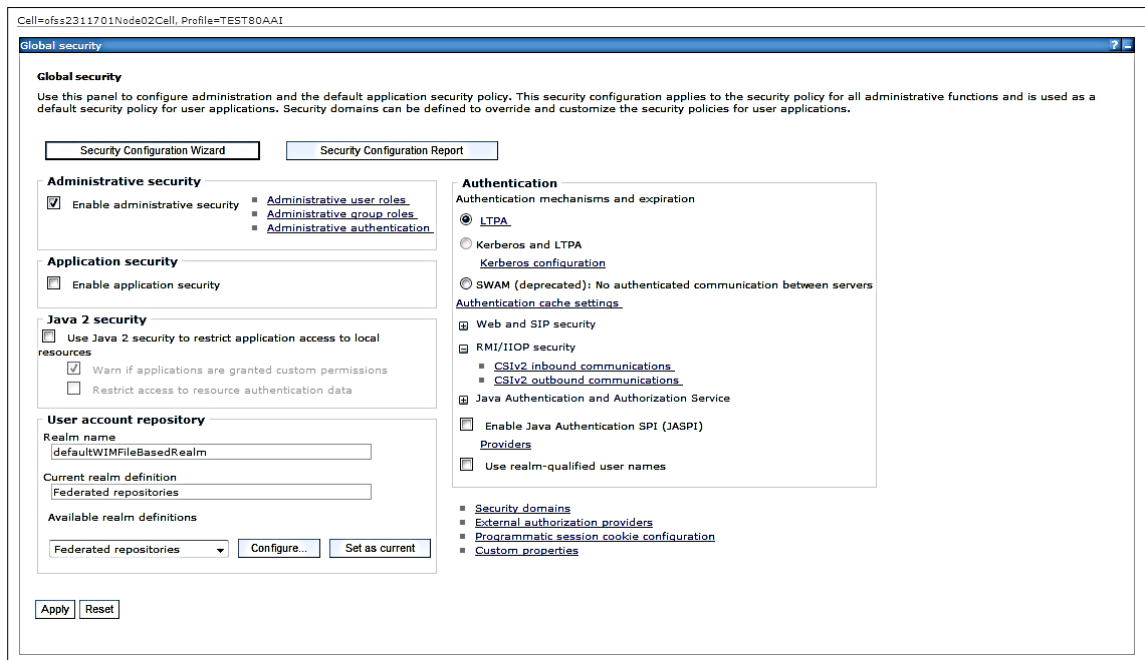 Cell=ofss2311701Node02Cell, Profile=TEST80AAI
Global security
? -
Global security
Use this panel to configure administration and the default application security policy. This security configuration applies to the security policy for all administrative functions and is used as a
default security policy for user applications. Security domains can be defined to override and customize the security policies for user applications.
Security Configuration Wizard
Security Configuration Report
Administrative security
Enable administrative security
Administrative user roles
Administrative group roles
Administrative authentication
Application security
Enable application security
Java 2 security
Use Java 2 security to restrict application access to local
resources
Warn if applications are granted custom permissions
Restrict access to resource authentication data
User account repository
Realm name
defaultWIMFileBasedRealm
Current realm definition
Federated repositories
Available realm definitions
Federated repositories
Configure...
Set as current
Authentication
Authentication mechanisms and expiration
LTPA
Kerberos and LTPA
Kerberos configuration
SWAM (deprecated): No authenticated communication between servers
Authentication cache settings
Web and SIP security
RMI/IIOP security
CSIv2 inbound communications
CSIv2 outbound communications
Java Authentication and Authorization Service
Enable Java Authentication SPI (JASPI)
Providers
Use realm-qualified user names
Security domains
External authorization providers
Programmatic session cookie configuration
Custom properties
Apply
Reset